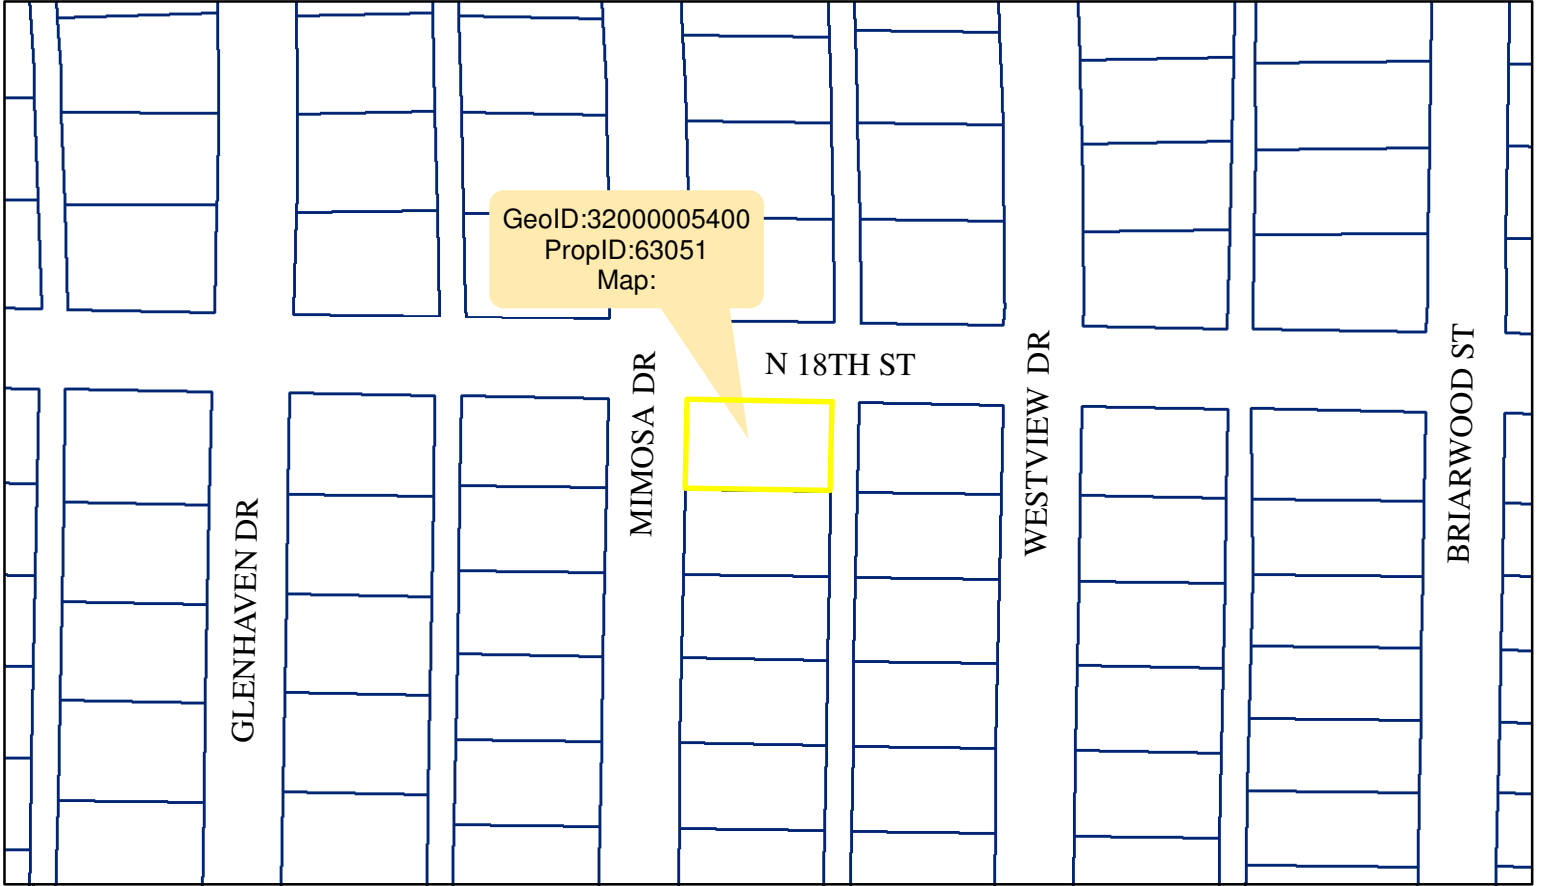 GeoID:32000005400
PropID:63051
Map:
N 18TH ST
GLENHAVEN DR
MIMOSA DR
WESTVIEW DR
BRIARWOOD ST